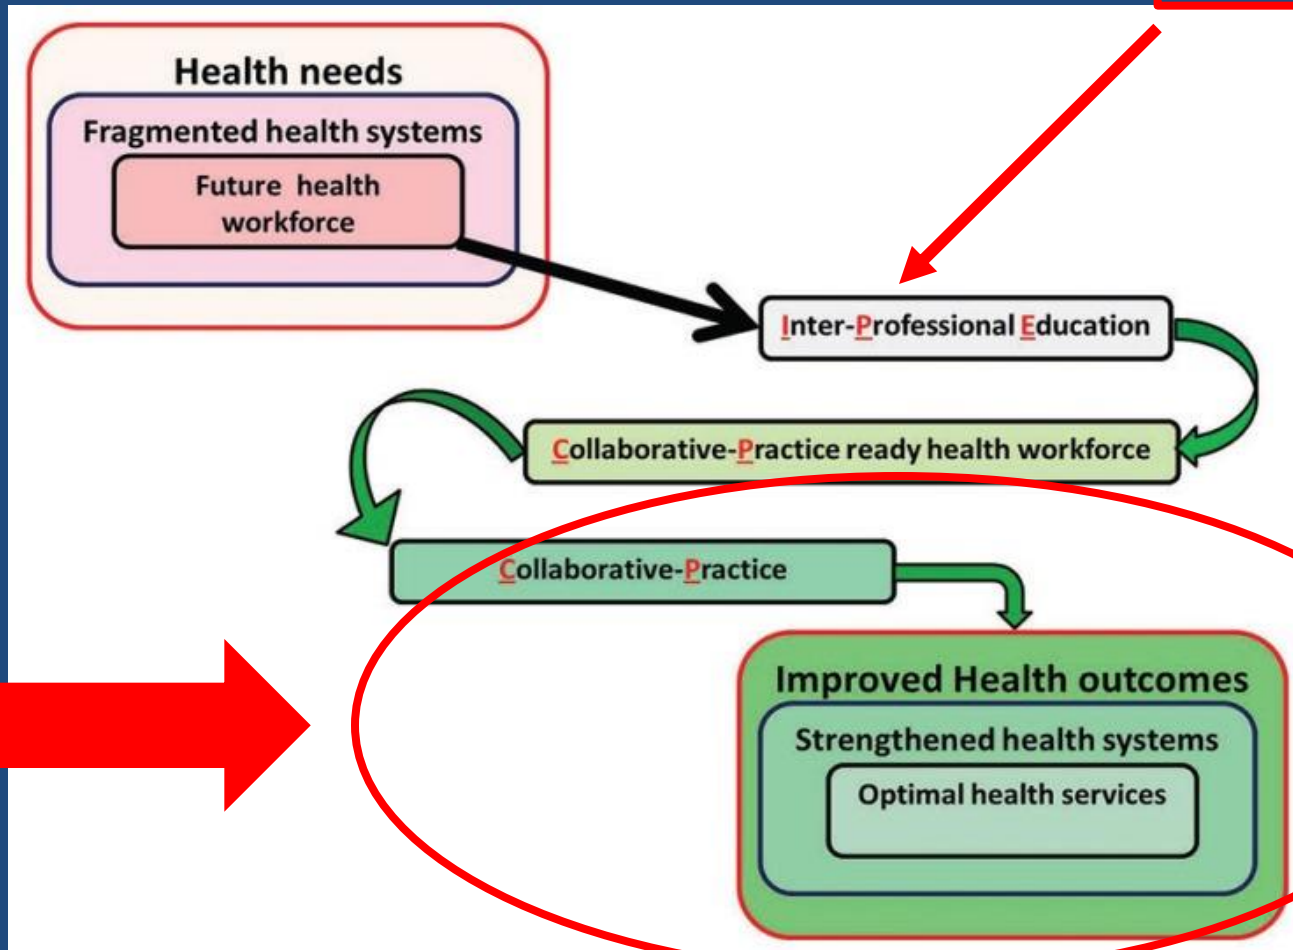 Health needs
Fragmented health systems
Future health
workforce
Inter-Professional Education
Collaborative-Practice ready health workforce
Collaborative-Practice
Improved Health outcomes
Strengthened health systems
Optimal health services